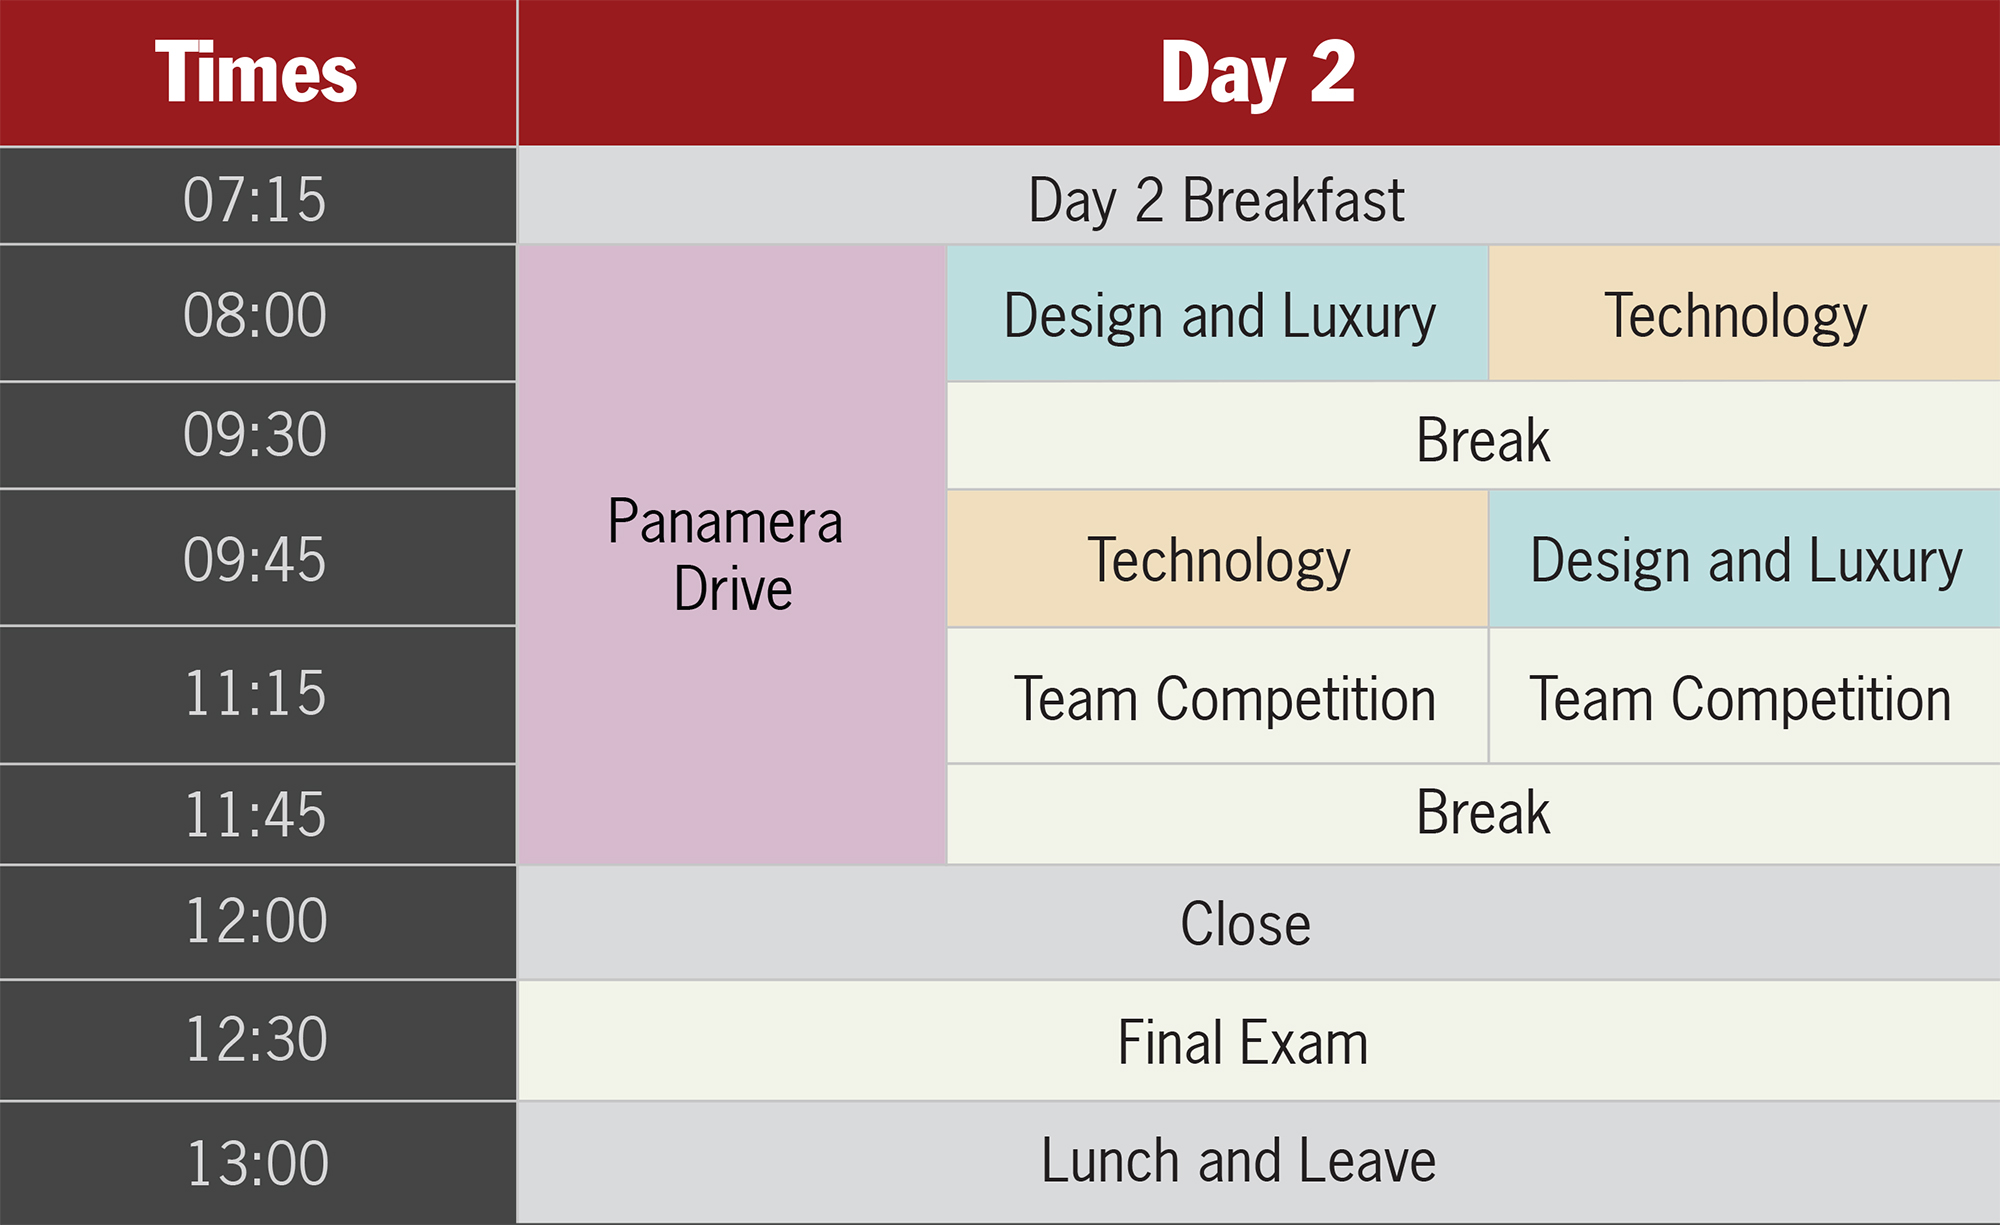 Times Day 2
07:15 Day 2 Breakfast
08:00 Design and Luxury Technology
09:30 Break
Panamera
Drive
09:45 Technology Design and Luxury
11:15 Team Competition Team Competition
11:45 Break
12:00 Close
12:30 Final Exam
13:00 Lunch and Leave